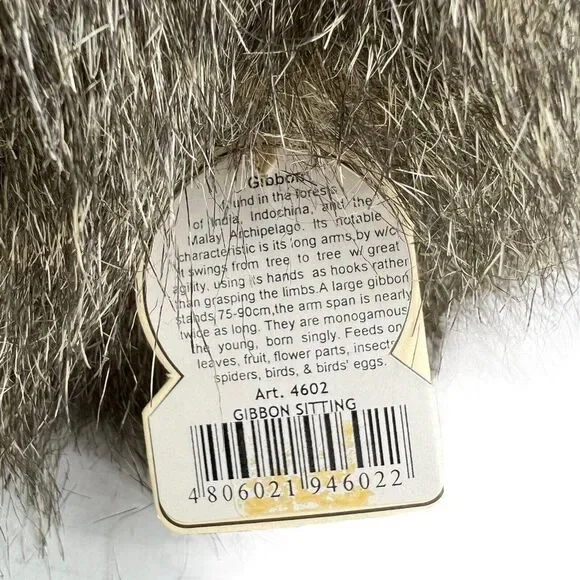 Gibbon
found in the forests
of India, Indochina, and the
Malay Archipelago. Its notable
characteristic is its long arms by w/c
it swings from tree to tree w/ great
agility, using its hands as hooks rather
than grasping the limbs.A large gibbon
stands 75-90cm,the arm span is nearly
twice as long. They are monogamous
the young, born singly. Feeds on
leaves, fruit, flower parts, insects
spiders, birds, & birds' eggs.
Art. 4602
GIBBON SITTING
4 806021 946022